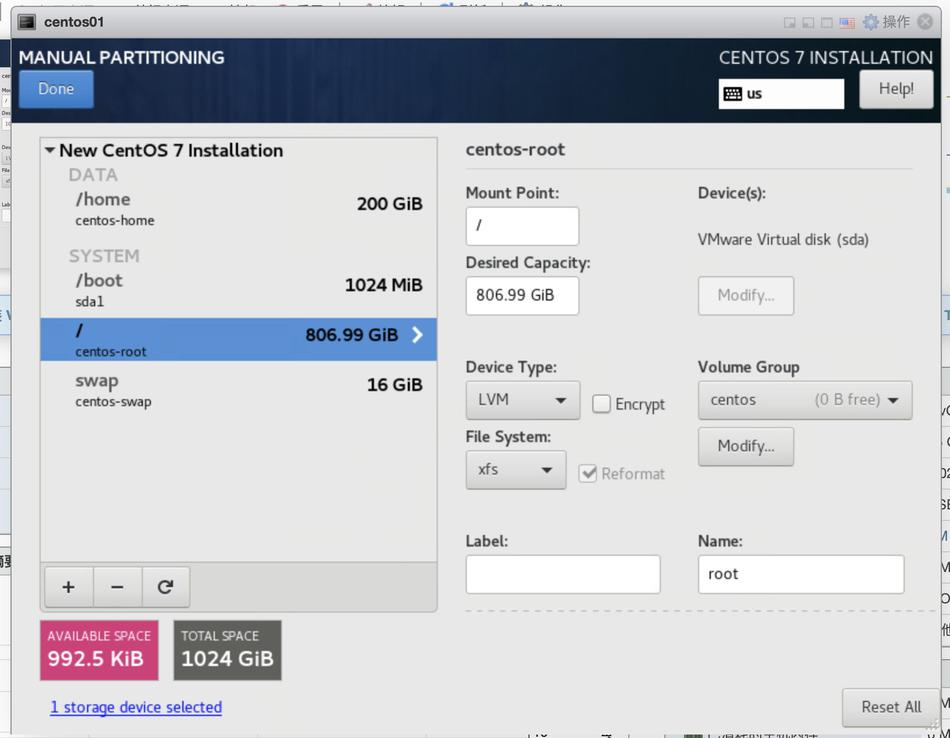 centos01
操作
MANUAL PARTITIONING
CENTOS 7 INSTALLATION
Done
us
Help!
New CentOS 7 Installation
DATA
/home
200 GiB
centos-home
SYSTEM
/boot
1024 MiB
sda1
/
806.99 GiB
centos-root
swap
16 GiB
centos-swap
+ −
AVAILABLE SPACE
992.5 KiB
TOTAL SPACE
1024 GiB
1 storage device selected
centos-root
Mount Point:
/
Device(s):
VMware Virtual disk (sda)
Desired Capacity:
806.99 GiB
Modify...
Device Type:
LVM
Encrypt
Volume Group
centos (0 B free)
File System:
xfs
Reformat
Modify...
Label:
Name:
root
Reset All